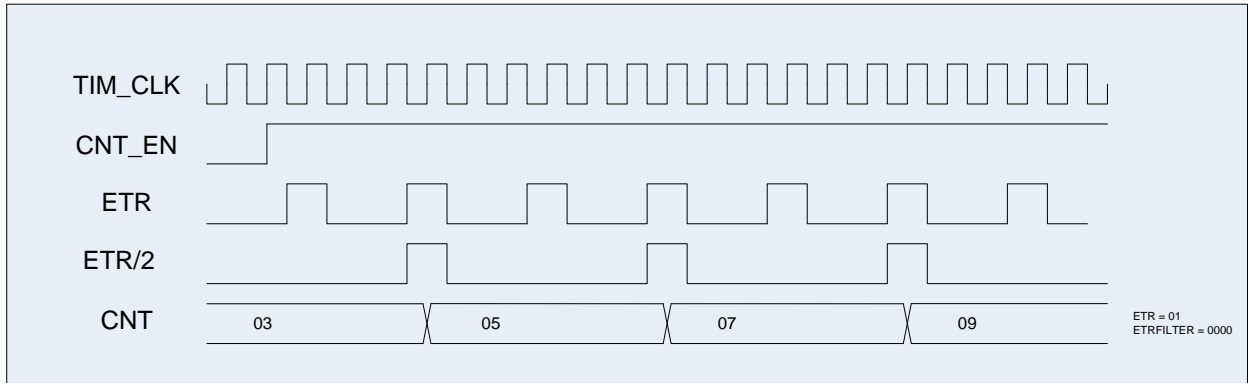 TIM_CLK
CNT_EN
ETR
ETR/2
CNT
03
05
07
09
ETR = 01
ETRFILTER = 0000